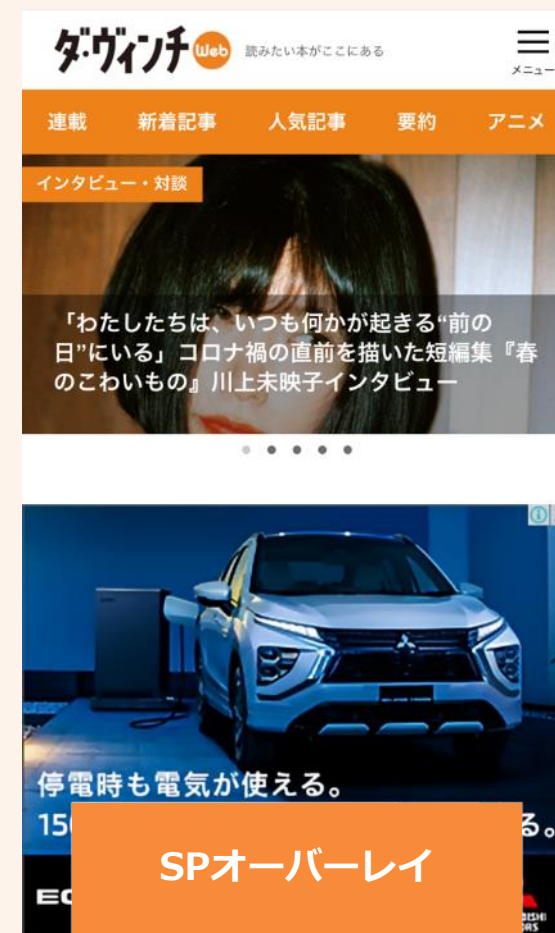 ダ・ヴィンチWeb 読みたい本がここにある
メニュー
連載 新着記事 人気記事 要約 アニメ
インタビュー・対談
「わたしたちは、いつも何かが起きる“前の
日”にいる」コロナ禍の直前を描いた短編集『春
のこわいもの』川上未映子インタビュー
停電時も電気が使える。
15
る。
SPオーバーレイ
EC